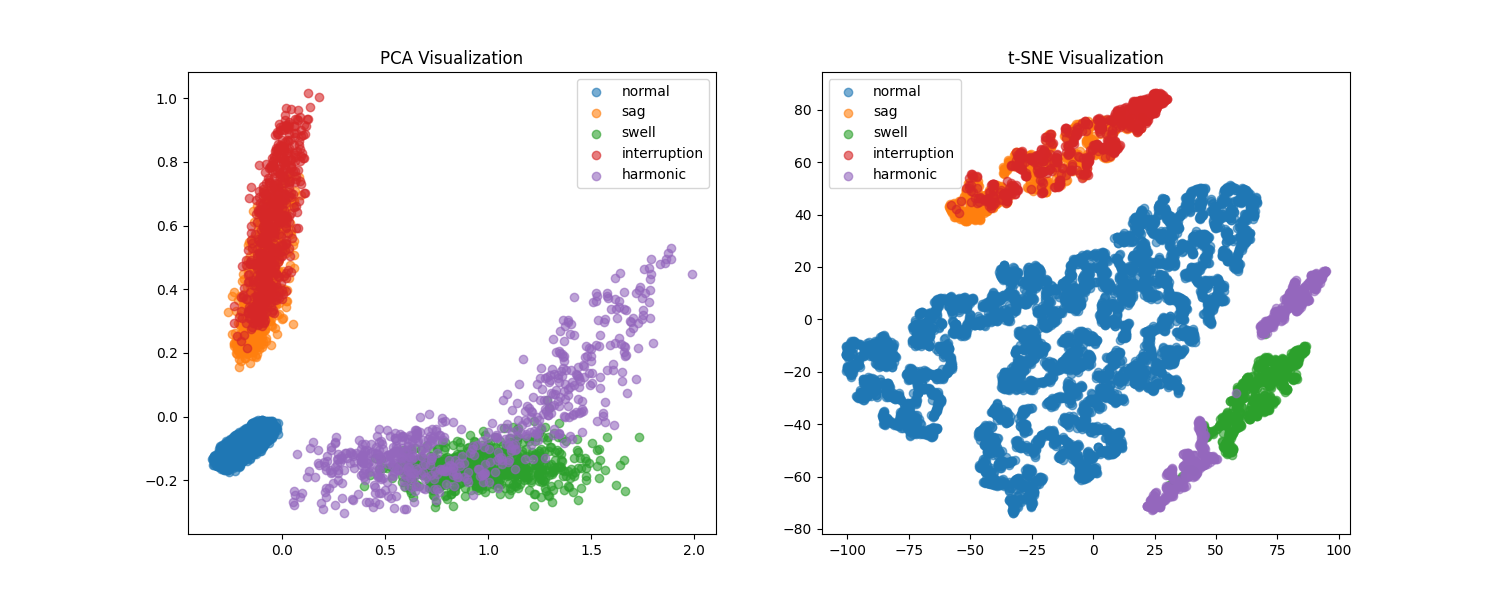 PCA Visualization
normal
sag
swell
interruption
harmonic
1.0
0.8
0.6
0.4
0.2
0.0
−0.2
0.0 0.5 1.0 1.5 2.0
t-SNE Visualization
normal
sag
swell
interruption
harmonic
80
60
40
20
0
−20
−40
−60
−80
−100 −75 −50 −25 0 25 50 75 100